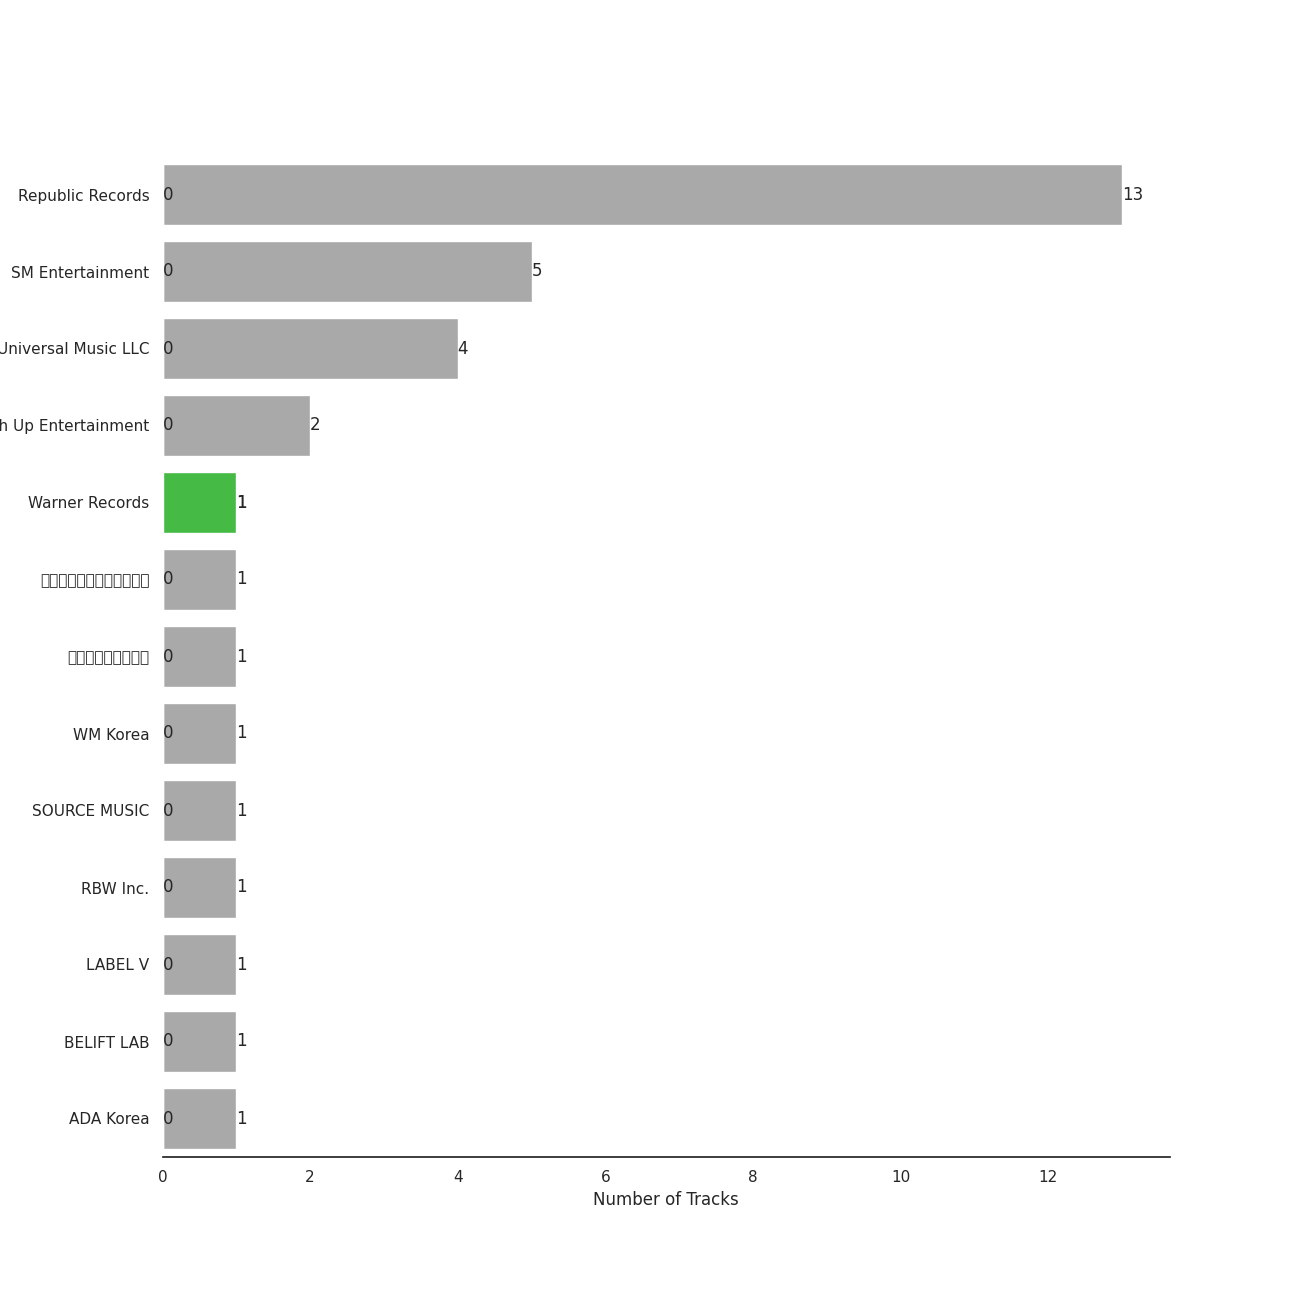 Republic Records 0 13
SM Entertainment 0 5
Universal Music LLC 0 4
h Up Entertainment 0 2
Warner Records 1
0 1
0 1
WM Korea 0 1
SOURCE MUSIC 0 1
RBW Inc. 0 1
LABEL V 0 1
BELIFT LAB 0 1
ADA Korea 0 1
0 2 4 6 8 10 12
Number of Tracks